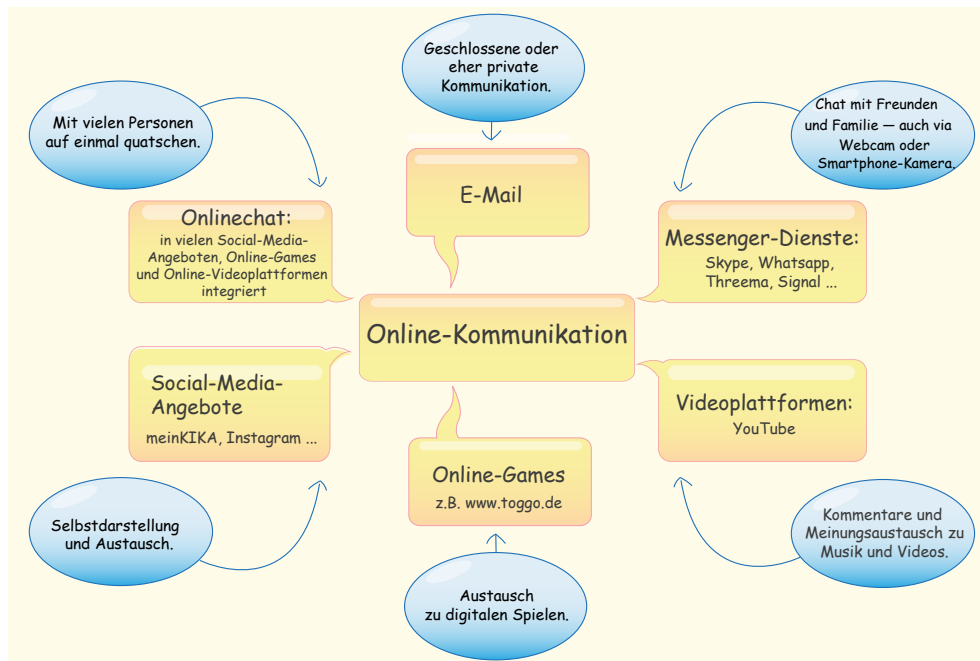 Geschlossene oder
eher private
Kommunikation.
Mit vielen Personen
auf einmal quatschen.
Chat mit Freunden
und Familie — auch via
Webcam oder
Smartphone-Kamera.
E-Mail
Onlinechat:
in vielen Social-Media-
Angeboten, Online-Games
und Online-Videoplattformen
integriert
Messenger-Dienste:
Skype, Whatsapp,
Threema, Signal ...
Online-Kommunikation
Social-Media-
Angebote
meinKIKA, Instagram ...
Videoplattformen:
YouTube
Online-Games
z.B. www.toggo.de
Selbstdarstellung
und Austausch.
Kommentare und
Meinungsaustausch zu
Musik und Videos.
Austausch
zu digitalen Spielen.